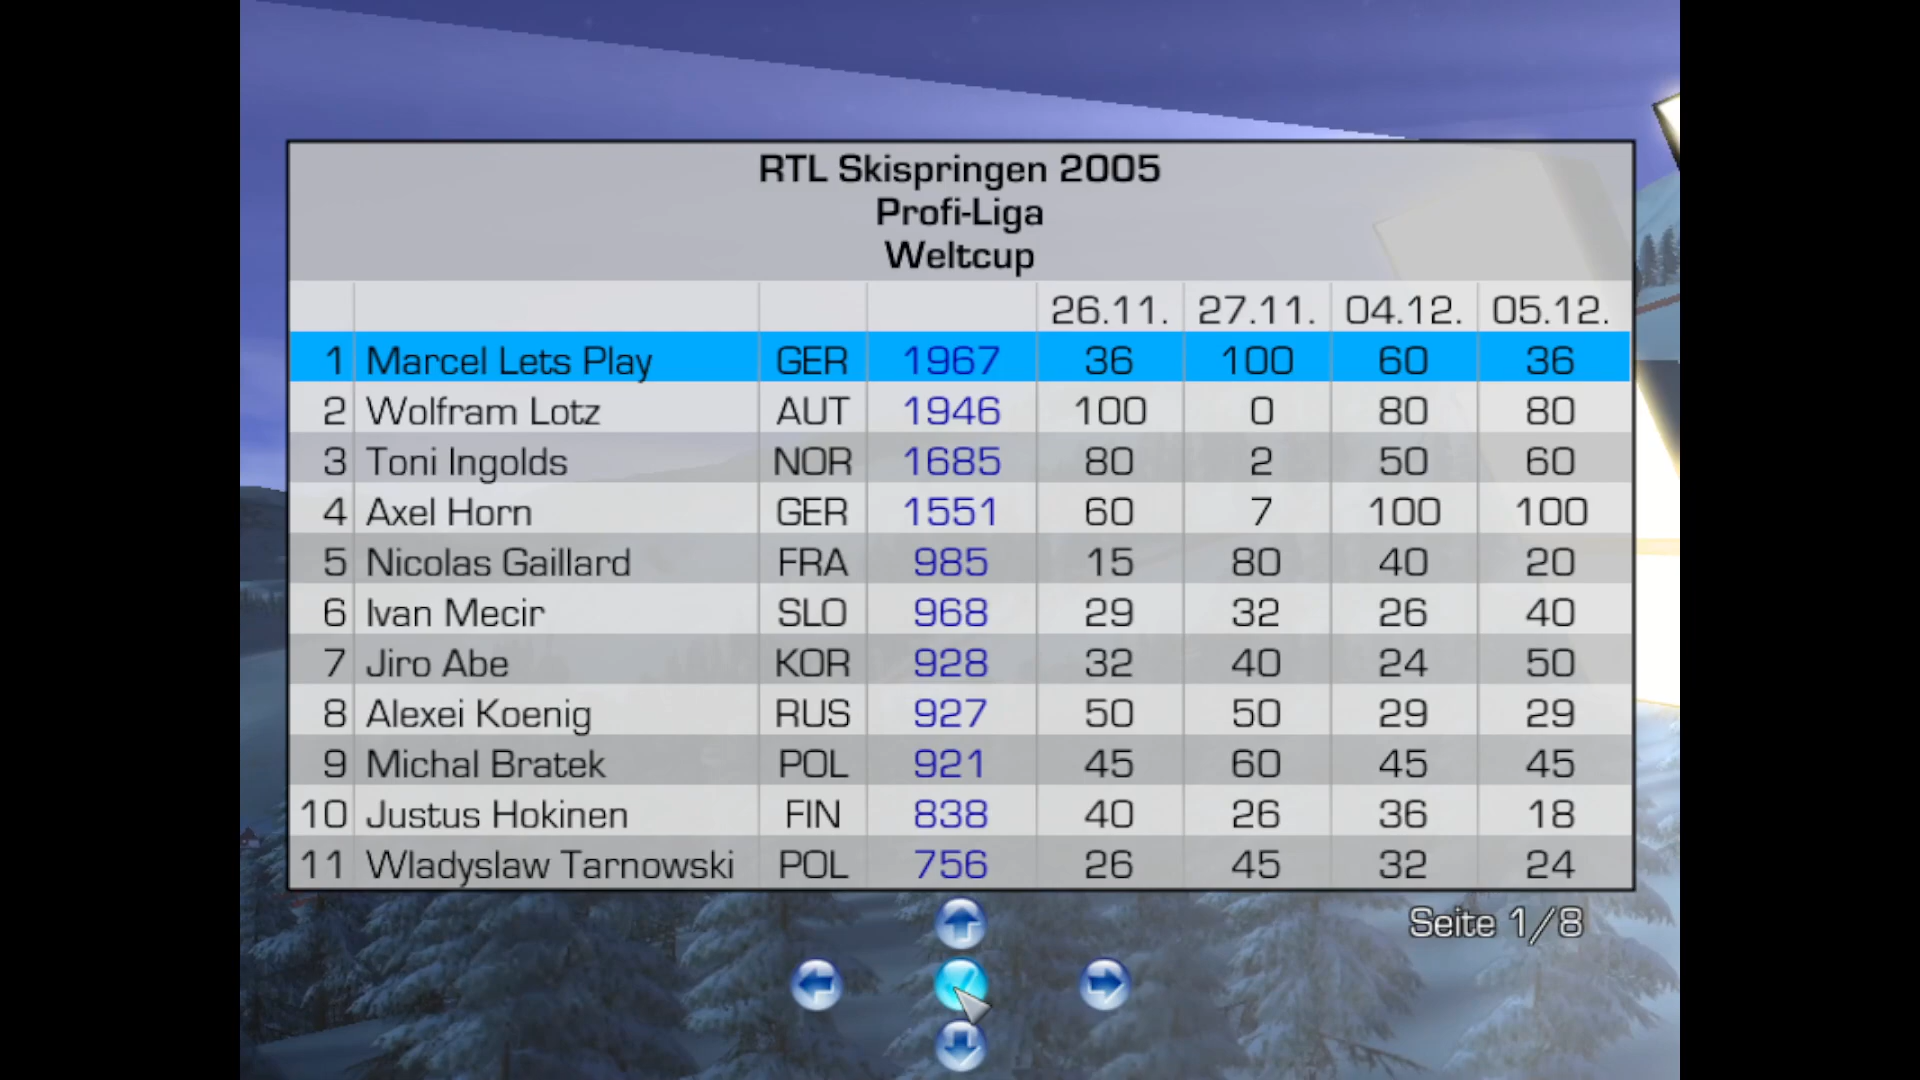 RTL Skispringen 2005
Profi-Liga
Weltcup
26.11. 27.11. 04.12. 05.12.
1 Marcel Lets Play GER 1967 36 100 60 36
2 Wolfram Lotz AUT 1946 100 0 80 80
3 Toni Ingolds NOR 1685 80 2 50 60
4 Axel Horn GER 1551 60 7 100 100
5 Nicolas Gaillard FRA 985 15 80 40 20
6 Ivan Mecir SLO 968 29 32 26 40
7 Jiro Abe KOR 928 32 40 24 50
8 Alexei Koenig RUS 927 50 50 29 29
9 Michal Bratek POL 921 45 60 45 45
10 Justus Hokinen FIN 838 40 26 36 18
11 Wladyslaw Tarnowski POL 756 26 45 32 24
Seite 1/8